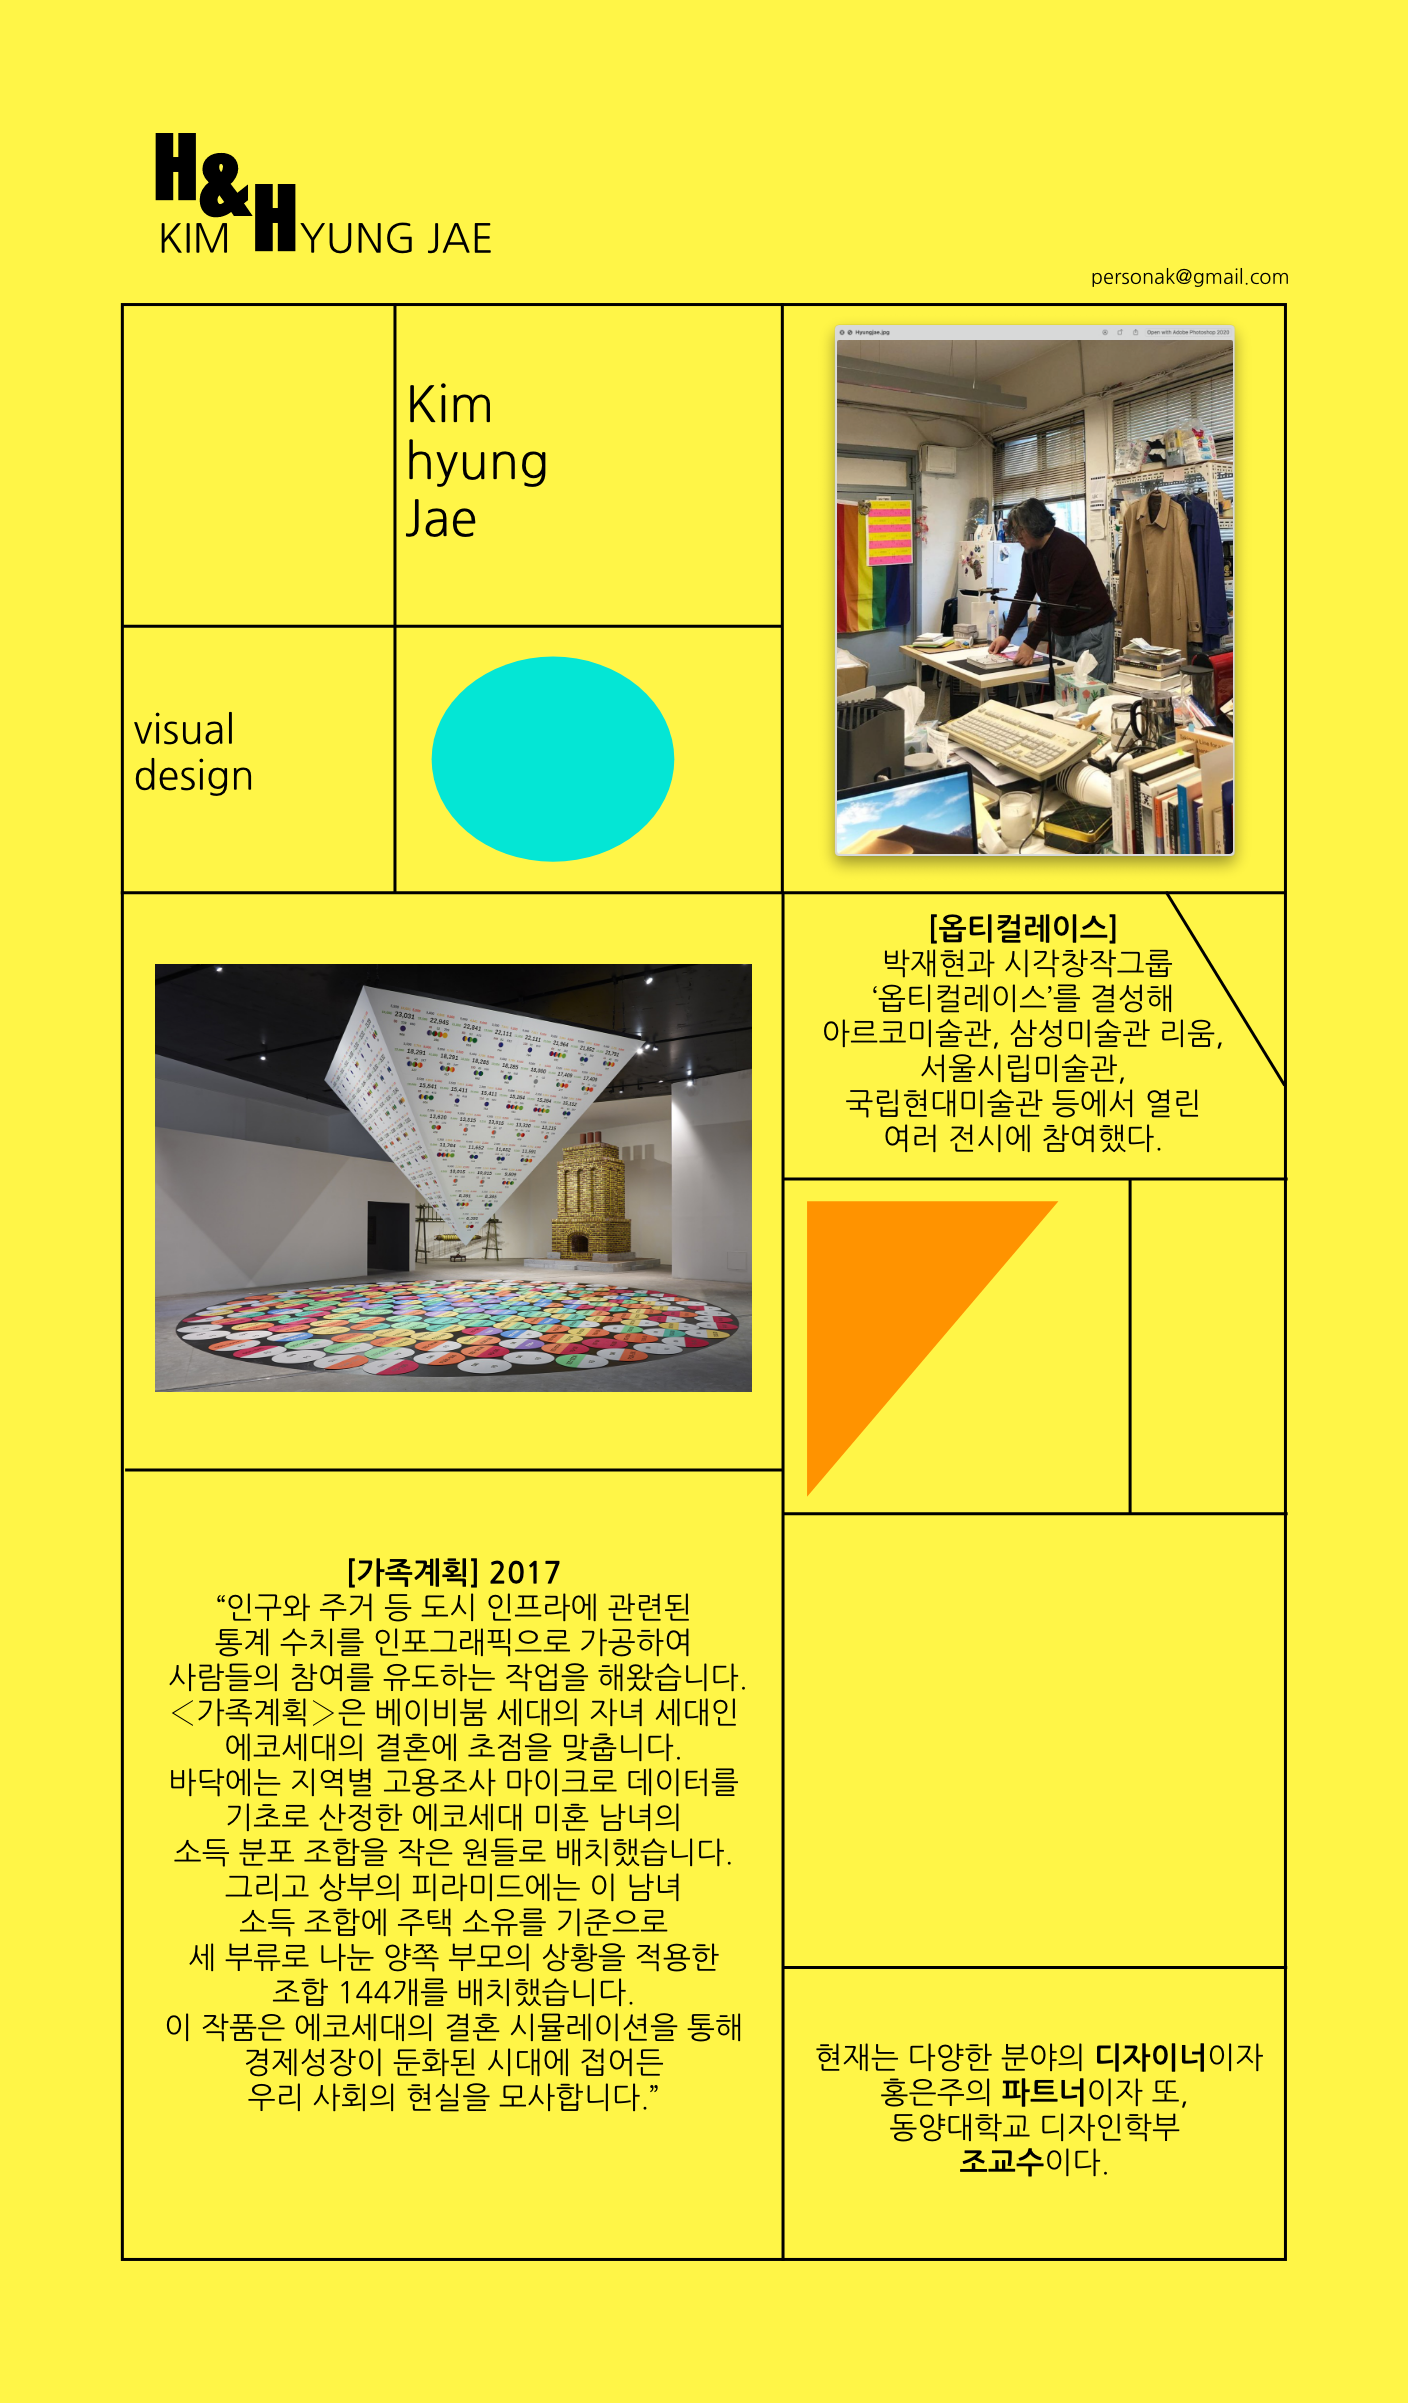 H&H
KIM HYUNG JAE
personak@gmail.com
Kim
hyung
Jae
Hyungjae.jpg
Open with Adobe Photoshop 2020
visual
design
[옵티컬레이스]
박재현과 시각창작그룹
‘옵티컬레이스’를 결성해
아르코미술관, 삼성미술관 리움,
서울시립미술관,
국립현대미술관 등에서 열린
여러 전시에 참여했다.
[가족계획] 2017
“인구와 주거 등 도시 인프라에 관련된
통계 수치를 인포그래픽으로 가공하여
사람들의 참여를 유도하는 작업을 해왔습니다.
<가족계획>은 베이비붐 세대의 자녀 세대인
에코세대의 결혼에 초점을 맞춥니다.
바닥에는 지역별 고용조사 마이크로 데이터를
기초로 산정한 에코세대 미혼 남녀의
소득 분포 조합을 작은 원들로 배치했습니다.
그리고 상부의 피라미드에는 이 남녀
소득 조합에 주택 소유를 기준으로
세 부류로 나눈 양쪽 부모의 상황을 적용한
조합 144개를 배치했습니다.
이 작품은 에코세대의 결혼 시뮬레이션을 통해
경제성장이 둔화된 시대에 접어든
우리 사회의 현실을 모사합니다.”
현재는 다양한 분야의 디자이너이자
홍은주의 파트너이자 또,
동양대학교 디자인학부
조교수이다.